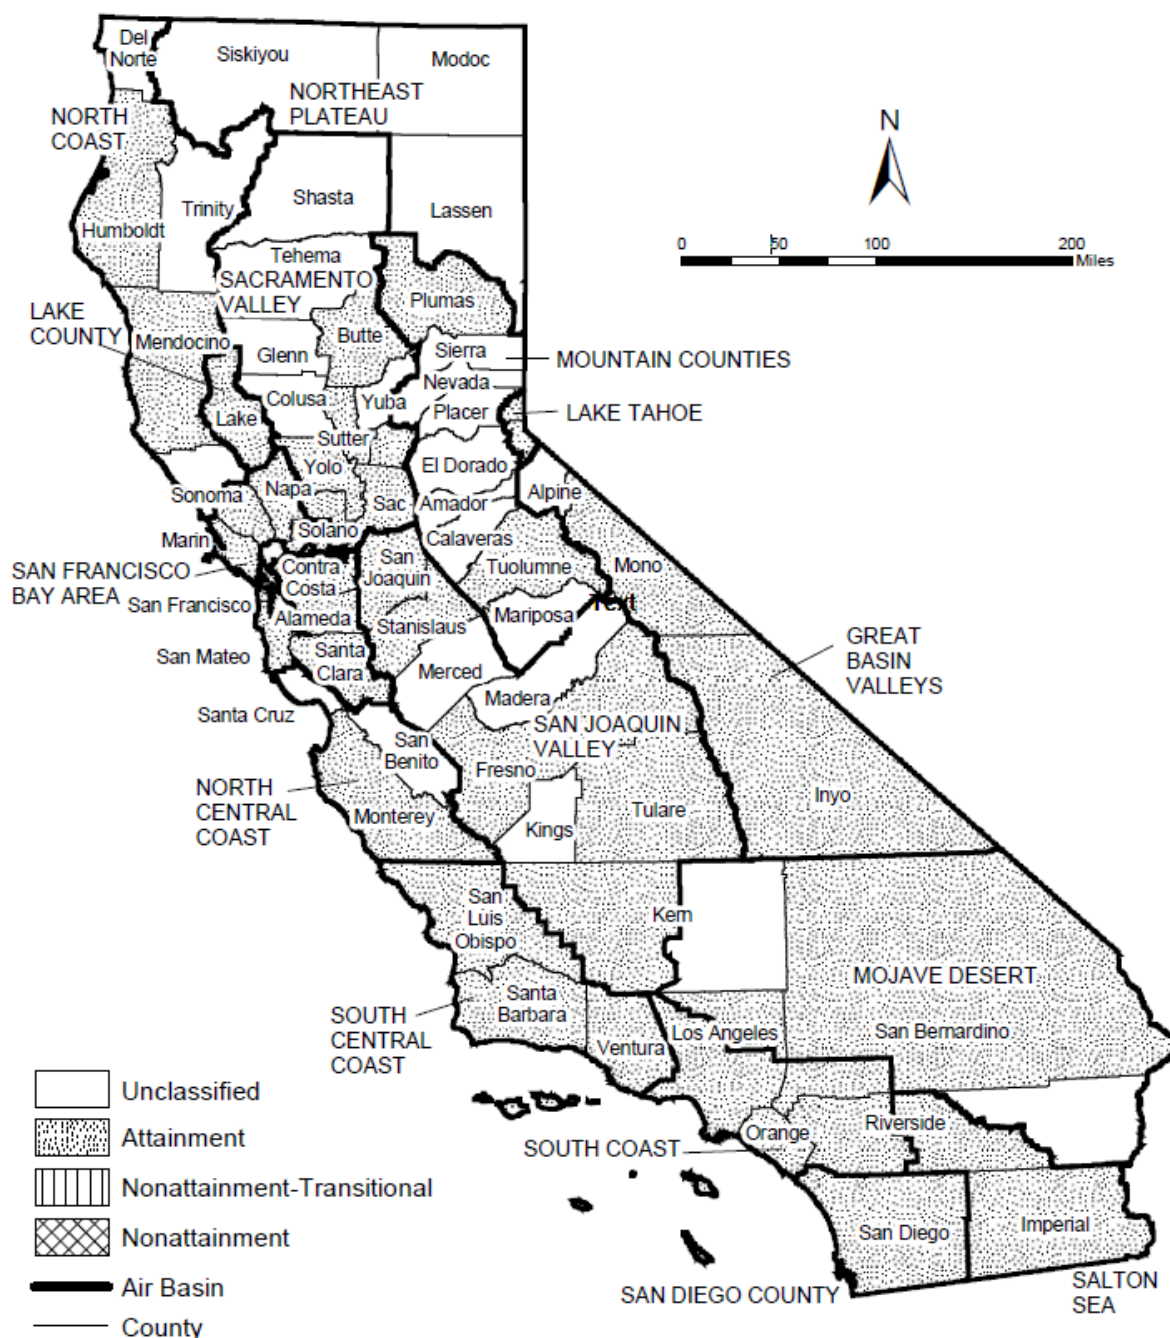 Del
Norte
Siskiyou
Modoc
NORTHEAST
PLATEAU
NORTH
COAST
N
Trinity
Shasta
Lassen
Humboldt
0 50 100 200
Miles
Tehema
SACRAMENTO
VALLEY
Plumas
LAKE
COUNTY
Mendocino
Butte
Glenn
Sierra
MOUNTAIN COUNTIES
Nevada
Colusa
Yuba
Placer
LAKE TAHOE
Lake
Sutter
Yolo
El Dorado
Napa
Sonoma
Sac
Amador
Alpine
Solano
Marin
Calaveras
SAN FRANCISCO
BAY AREA
Contra
Costa
San
Joaquin
Tuolumne
Mono
San Francisco
Alameda
Stanislaus
Mariposa
Text
GREAT
BASIN
VALLEYS
San Mateo
Santa
Clara
Merced
Madera
Santa Cruz
SAN JOAQUIN
VALLEY
San
Benito
Fresno
NORTH
CENTRAL
COAST
Monterey
Kings
Tulare
Inyo
San
Luis
Obispo
Kern
MOJAVE DESERT
Santa
Barbara
SOUTH
CENTRAL
COAST
Ventura
Los Angeles
San Bernardino
Unclassified
Attainment
Nonattainment-Transitional
Nonattainment
Air Basin
County
Orange
Riverside
SOUTH COAST
San Diego
Imperial
SAN DIEGO COUNTY
SALTON
SEA